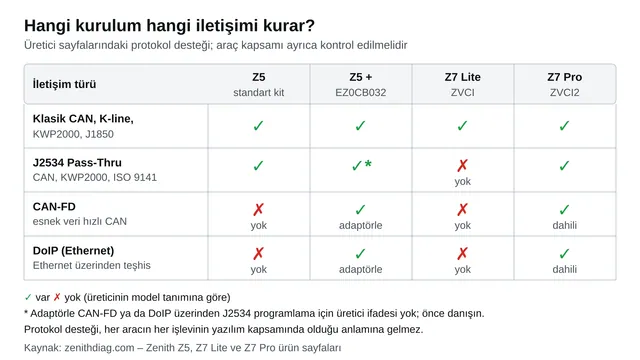 Hangi kurulum hangi iletişimi kurar?
Üretici sayfalarındaki protokol desteği; araç kapsamı ayrıca kontrol edilmelidir
İletişim türü
Z5
standart kit
Z5 +
EZ0CB032
Z7 Lite
ZVCI
Z7 Pro
ZVCI2
Klasik CAN, K-line,
KWP2000, J1850
✓ ✓ ✓ ✓
J2534 Pass-Thru
CAN, KWP2000, ISO 9141
✓ ✓* ✗ ✓
yok
CAN-FD
esnek veri hızlı CAN
✗ ✓ ✗ ✓
yok adaptörle yok dahili
DoIP (Ethernet)
Ethernet üzerinden teşhis
✗ ✓ ✗ ✓
yok adaptörle yok dahili
✓ var ✗ yok (üreticinin model tanımına göre)
* Adaptörle CAN-FD ya da DoIP üzerinden J2534 programlama için üretici ifadesi yok; önce danışın.
Protokol desteği, her aracın her işlevinin yazılım kapsamında olduğu anlamına gelmez.
Kaynak: zenithdiag.com – Zenith Z5, Z7 Lite ve Z7 Pro ürün sayfaları